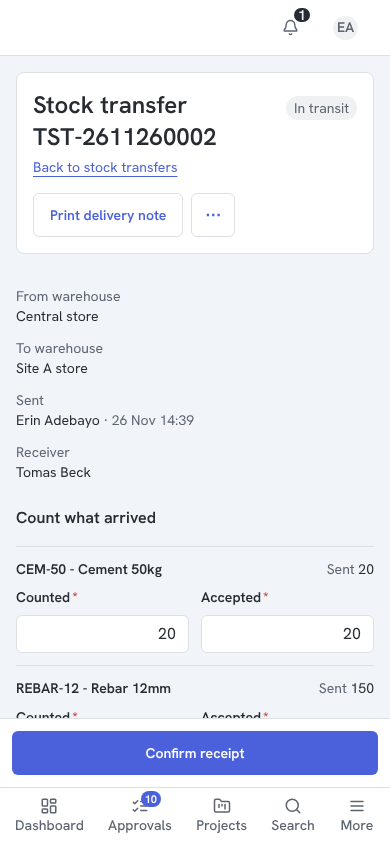 1
EA
Stock transfer
TST-2611260002
In transit
Back to stock transfers
Print delivery note
...
From warehouse
Central store
To warehouse
Site A store
Sent
Erin Adebayo · 26 Nov 14:39
Receiver
Tomas Beck
Count what arrived
CEM-50 - Cement 50kg
Sent 20
Counted*
Accepted*
20
20
REBAR-12 - Rebar 12mm
Sent 150
Counted*
Accepted*
Confirm receipt
10
Dashboard
Approvals
Projects
Search
More